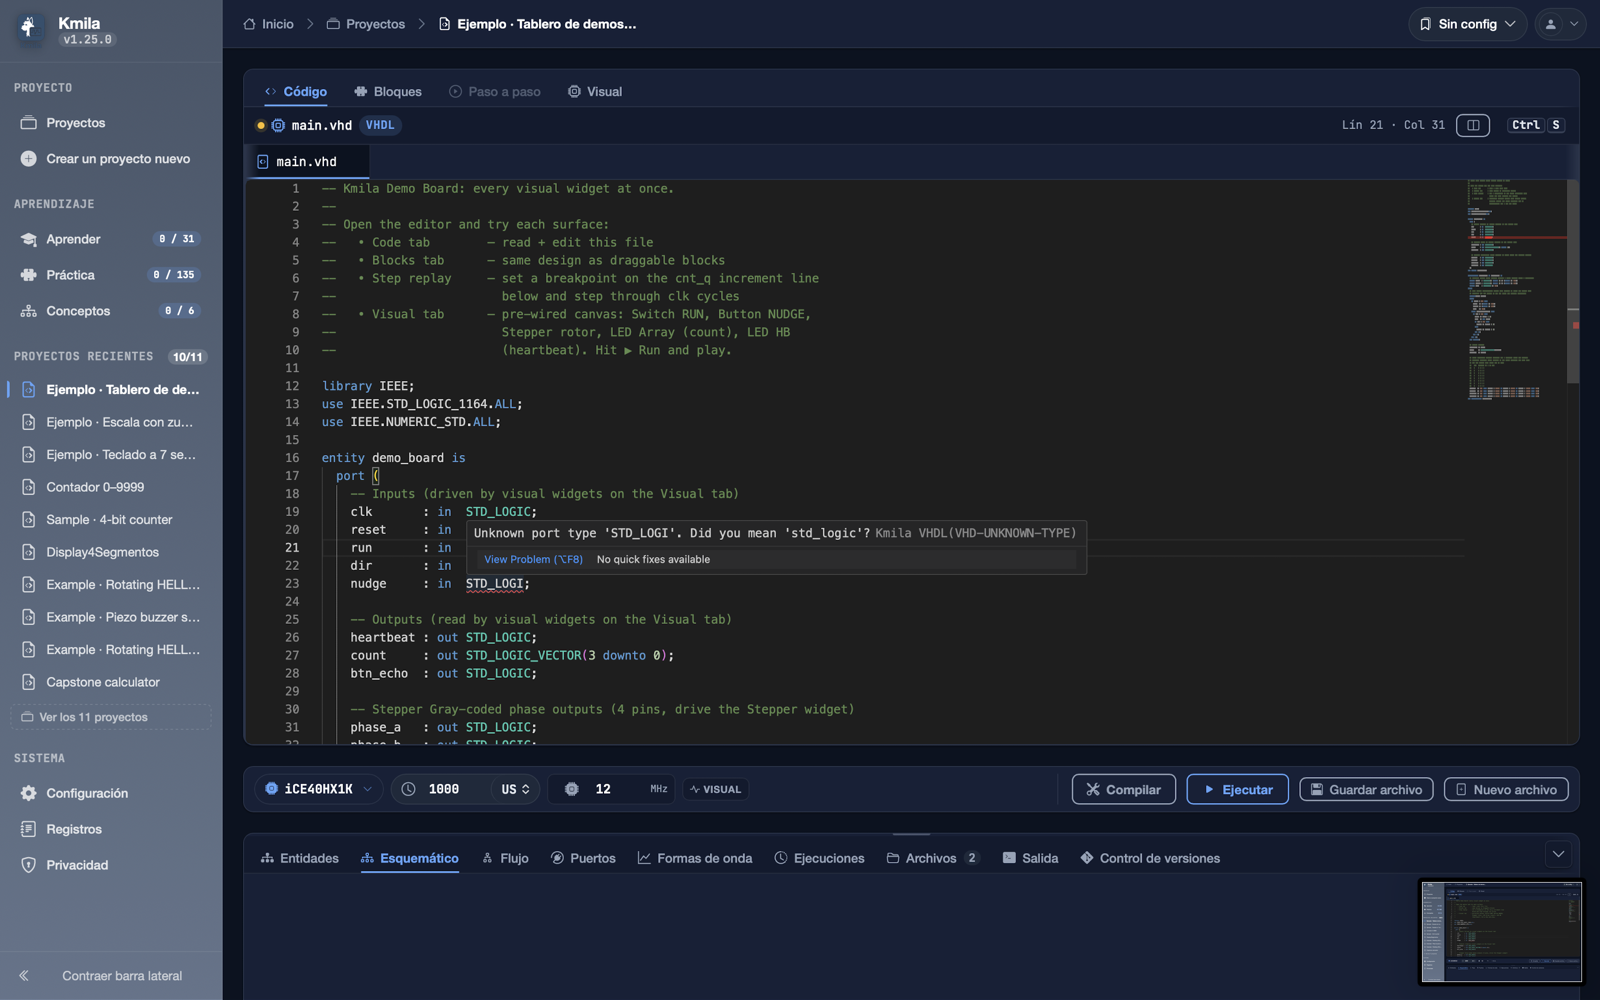 Kmila
v1.25.0
Inicio
Proyectos
Ejemplo · Tablero de demos...
Sin config
PROYECTO
Proyectos
Crear un proyecto nuevo
APRENDIZAJE
Aprender 0 / 31
Práctica 0 / 135
Conceptos 0 / 6
PROYECTOS RECIENTES 10/11
Ejemplo · Tablero de de...
Ejemplo · Escala con zu...
Ejemplo · Teclado a 7 se...
Contador 0–9999
Sample · 4-bit counter
Display4Segmentos
Example · Rotating HELL...
Example · Piezo buzzer s...
Example · Rotating HELL...
Capstone calculator
Ver los 11 proyectos
SISTEMA
Configuración
Registros
Privacidad
Contraer barra lateral
Código
Bloques
Paso a paso
Visual
main.vhd VHDL
Lín 21 · Col 31
Ctrl S
main.vhd
1 -- Kmila Demo Board: every visual widget at once.
2 --
3 -- Open the editor and try each surface:
4 -- • Code tab – read + edit this file
5 -- • Blocks tab – same design as draggable blocks
6 -- • Step replay – set a breakpoint on the cnt_q increment line
7 -- below and step through clk cycles
8 -- • Visual tab – pre-wired canvas: Switch RUN, Button NUDGE,
9 -- Stepper rotor, LED Array (count), LED HB
10 -- (heartbeat). Hit ▶ Run and play.
11
12 library IEEE;
13 use IEEE.STD_LOGIC_1164.ALL;
14 use IEEE.NUMERIC_STD.ALL;
15
16 entity demo_board is
17 port (
18 -- Inputs (driven by visual widgets on the Visual tab)
19 clk : in STD_LOGIC;
20 reset : in
21 run : in
22 dir : in
23 nudge : in STD_LOGI;
24
25 -- Outputs (read by visual widgets on the Visual tab)
26 heartbeat : out STD_LOGIC;
27 count : out STD_LOGIC_VECTOR(3 downto 0);
28 btn_echo : out STD_LOGIC;
29
30 -- Stepper Gray-coded phase outputs (4 pins, drive the Stepper widget)
31 phase_a : out STD_LOGIC;
32 phase_b : out STD_LOGIC;
Unknown port type 'STD_LOGI'. Did you mean 'std_logic'? Kmila VHDL(VHD-UNKNOWN-TYPE)
View Problem (⌥F8) No quick fixes available
iCE40HX1K
1000 US
12 MHz
VISUAL
Compilar
Ejecutar
Guardar archivo
Nuevo archivo
Entidades
Esquemático
Flujo
Puertos
Formas de onda
Ejecuciones
Archivos 2
Salida
Control de versiones